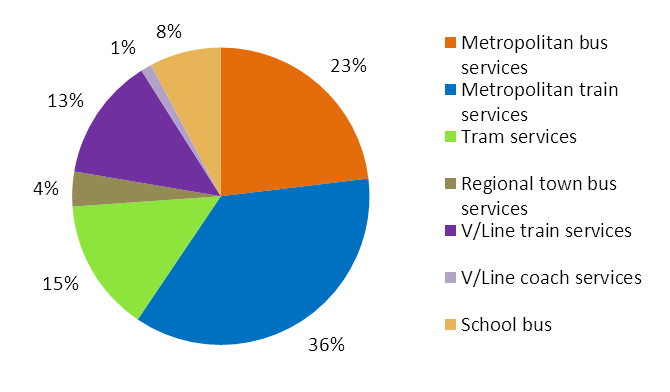 8%
1%
23%
13%
4%
15%
36%
Metropolitan bus
services
Metropolitan train
services
Tram services
Regional town bus
services
V/Line train services
V/Line coach services
School bus